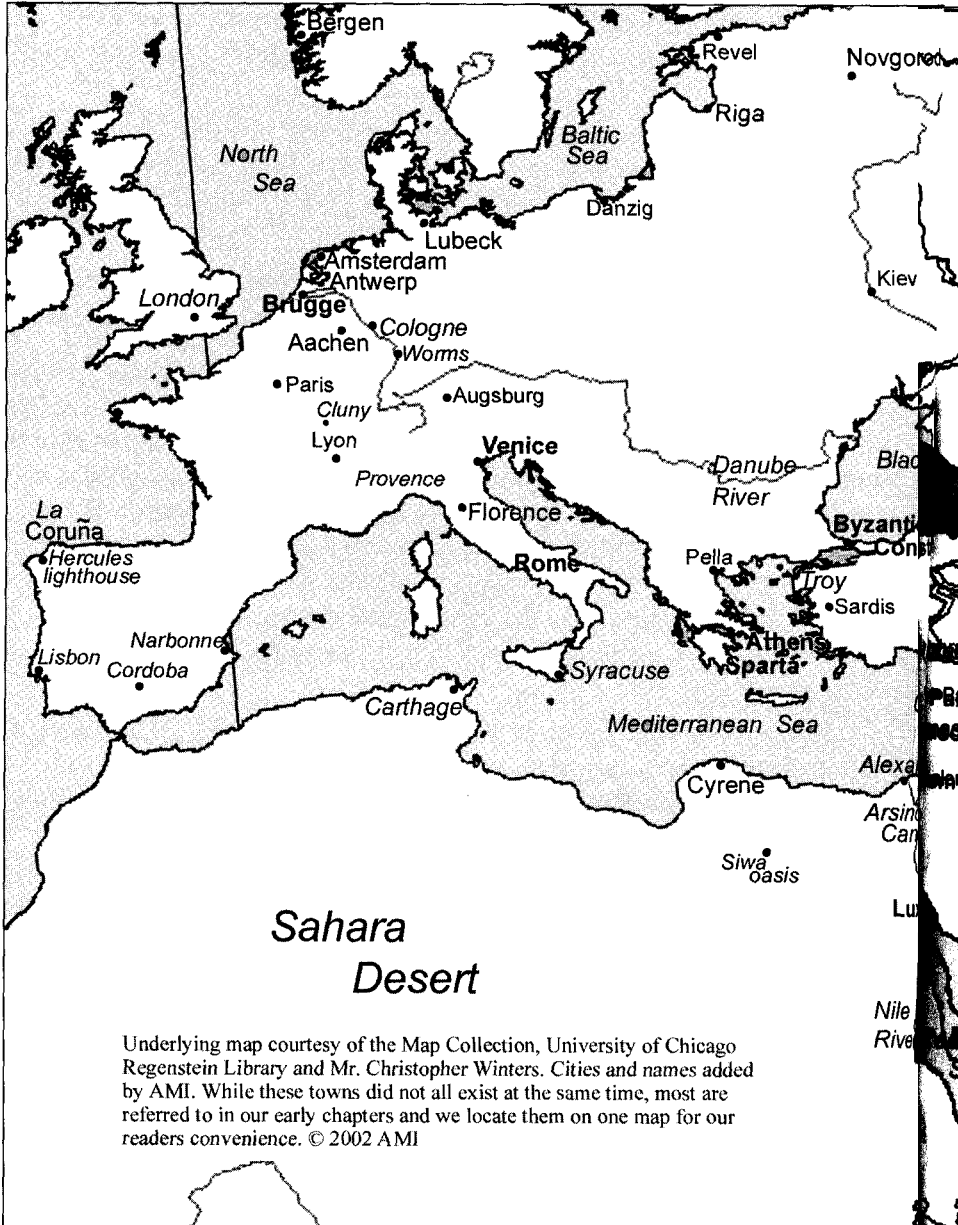 Bergen
Revel
Novgorod
Riga
North
Sea
Baltic
Sea
Danzig
Lubeck
Amsterdam
Antwerp
Brugge
London
Kiev
Cologne
Aachen
Worms
Paris
Augsburg
Cluny
Lyon
Venice
Provence
Danube
River
Florence
La
Coruña
Hercules
lighthouse
Rome
Pella
Troy
Sardis
Narbonne
Lisbon
Cordoba
Athens
Sparta
Syracuse
Carthage
Mediterranean Sea
Cyrene
Siwa
oasis
Sahara
Desert
Nile
Underlying map courtesy of the Map Collection, University of Chicago
Regenstein Library and Mr. Christopher Winters. Cities and names added
by AMI. While these towns did not all exist at the same time, most are
referred to in our early chapters and we locate them on one map for our
readers convenience. © 2002 AMI